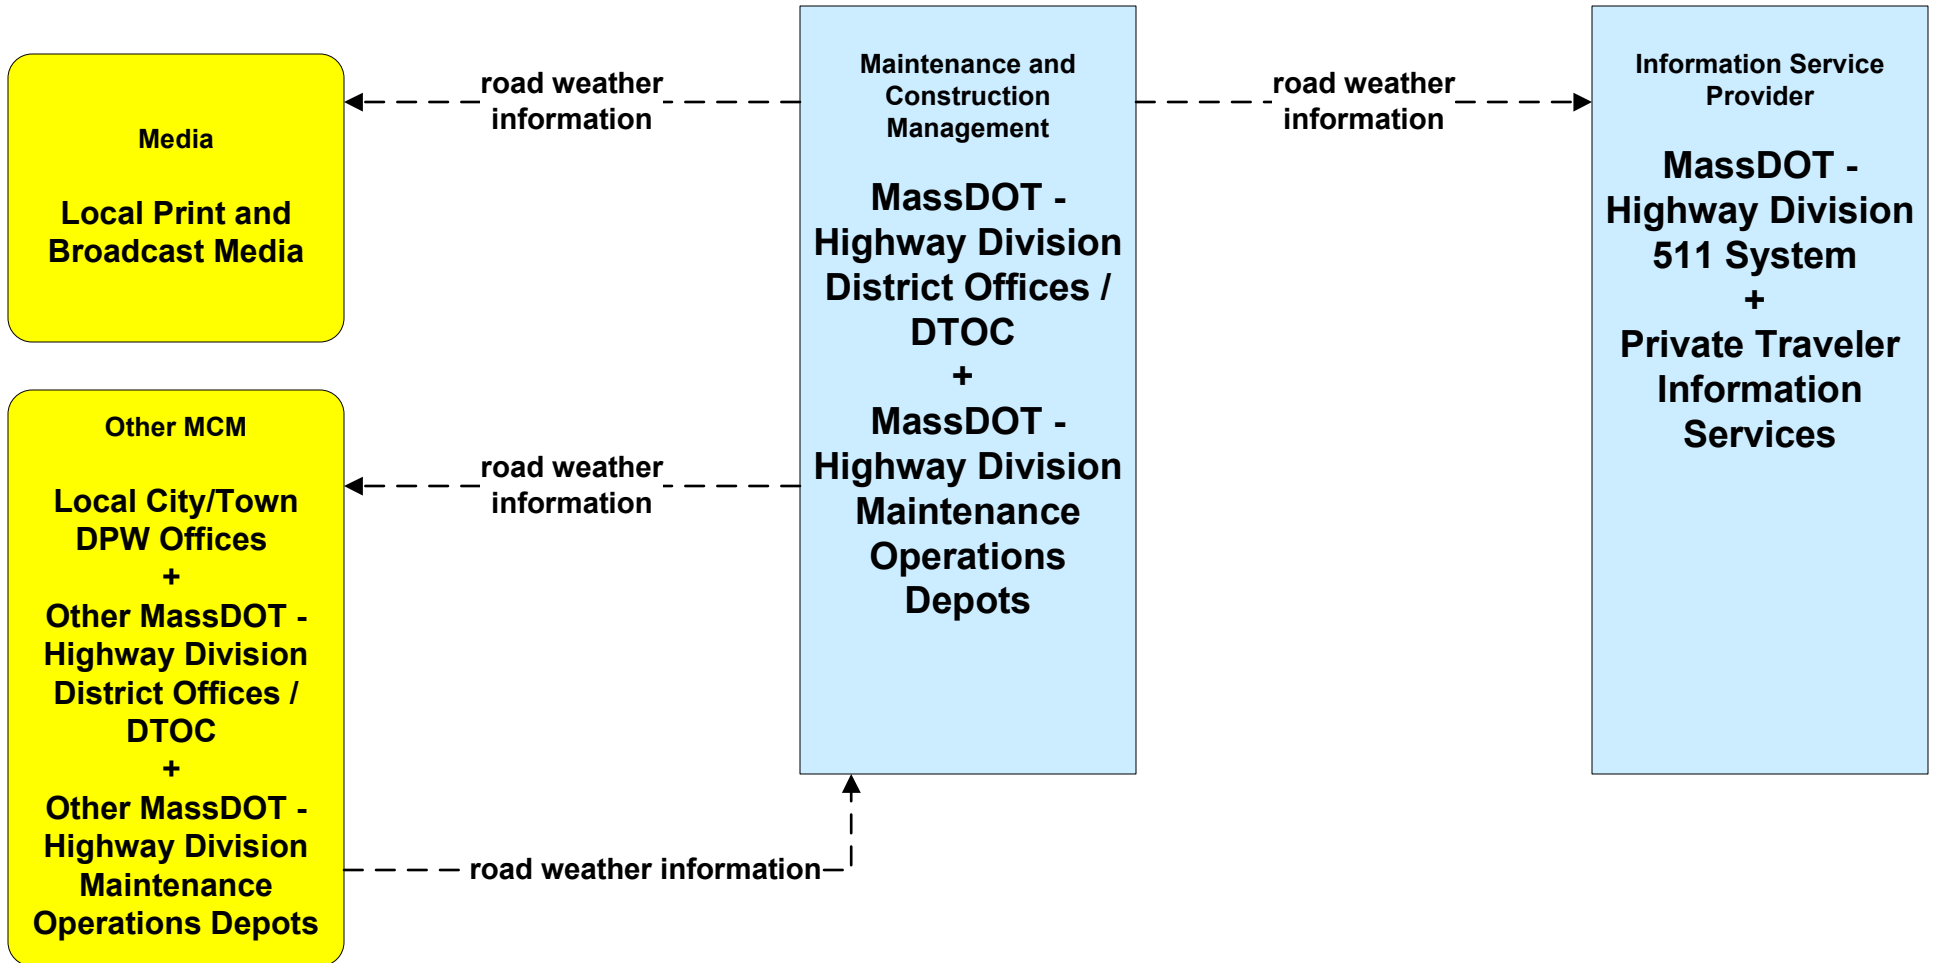 Media
Local Print and
Broadcast Media
road weather
information
Maintenance and
Construction
Management
MassDOT -
Highway Division
District Offices /
DTOC
+
MassDOT -
Highway Division
Maintenance
Operations
Depots
road weather
information
Information Service
Provider
MassDOT -
Highway Division
511 System
+
Private Traveler
Information
Services
Other MCM
Local City/Town
DPW Offices
+
Other MassDOT -
Highway Division
District Offices /
DTOC
+
Other MassDOT -
Highway Division
Maintenance
Operations Depots
road weather
information
road weather information